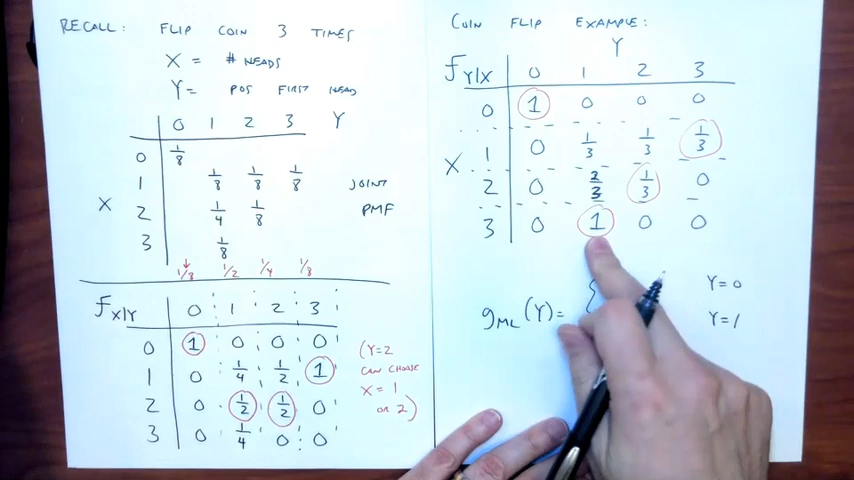 RECALL: FLIP COIN 3 TIMES
X = # HEADS
Y = POS FIRST HEAD
0 1 2 3 Y
0 1/8
1 1/8 1/8 1/8 JOINT
X 2 1/4 1/8 PMF
3 1/8
1/8 1/2 1/4 1/8
f_X|Y 0 1 2 3
0 1 0 0 0
1 0 1/4 1/2 1
2 0 1/2 1/2 0
3 0 1/4 0 0
(Y=2
CAN CHOOSE
X = 1
OR 2)
COIN FLIP EXAMPLE:
Y
f_Y|X 0 1 2 3
0 1 0 0 0
1 0 1/3 1/3 1/3
X
2 0 2/3 1/3 0
3 0 1 0 0
g_ML (Y) = {
Y=0
Y=1